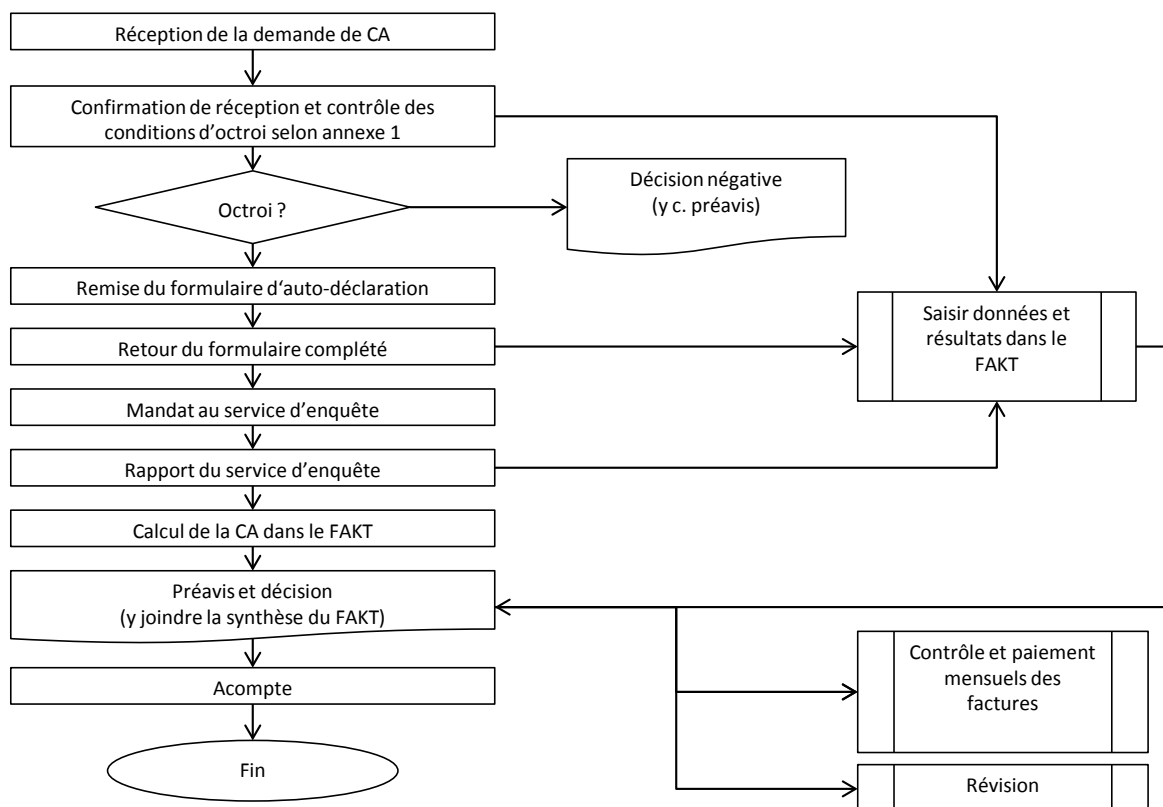 Réception de la demande de CA
Confirmation de réception et contrôle des
conditions d'octroi selon annexe 1
Octroi ?
Décision négative
(y c. préavis)
Remise du formulaire d'auto-déclaration
Retour du formulaire complété
Saisir données et
résultats dans le
FAKT
Mandat au service d'enquête
Rapport du service d'enquête
Calcul de la CA dans le FAKT
Préavis et décision
(y joindre la synthèse du FAKT)
Contrôle et paiement
mensuels des
factures
Acompte
Fin
Révision